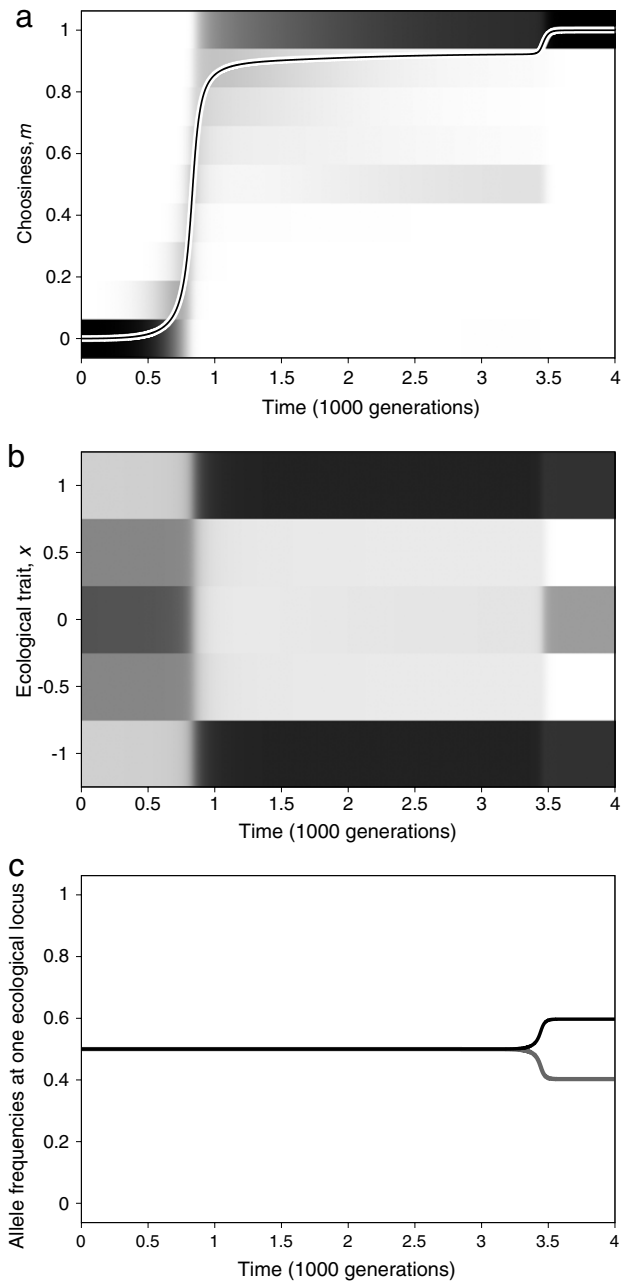 a
1
0.8
0.6
0.4
0.2
0
Choosiness, m
0 0.5 1 1.5 2 2.5 3 3.5 4
Time (1000 generations)
b
1
0.5
0
-0.5
-1
Ecological trait, x
0 0.5 1 1.5 2 2.5 3 3.5 4
Time (1000 generations)
c
1
0.8
0.6
0.4
0.2
0
Allele frequencies at one ecological locus
0 0.5 1 1.5 2 2.5 3 3.5 4
Time (1000 generations)